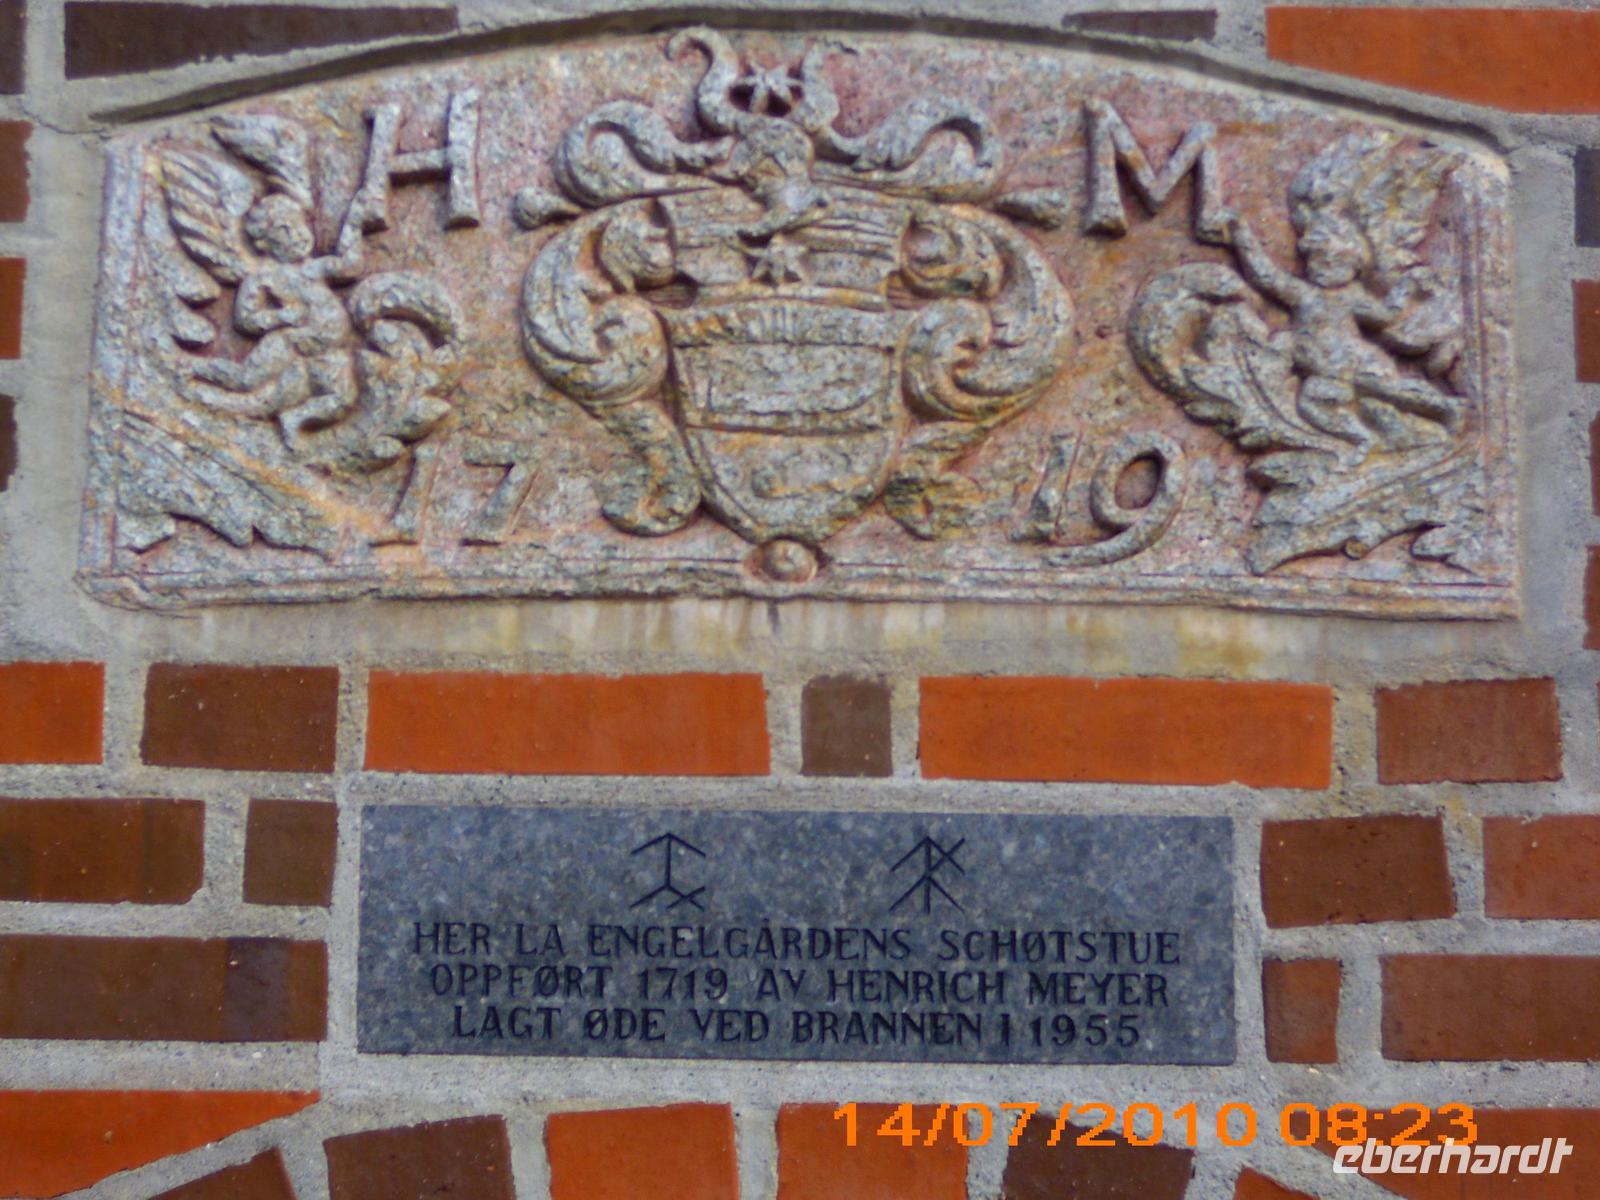 H M
17 19
HER LA ENGELGÅRDENS SCHØTSTUE
OPPFØRT 1719 AV HENRICH MEYER
LAGT ØDE VED BRANNEN I 1955
14/07/2010 08:23
eberhardt